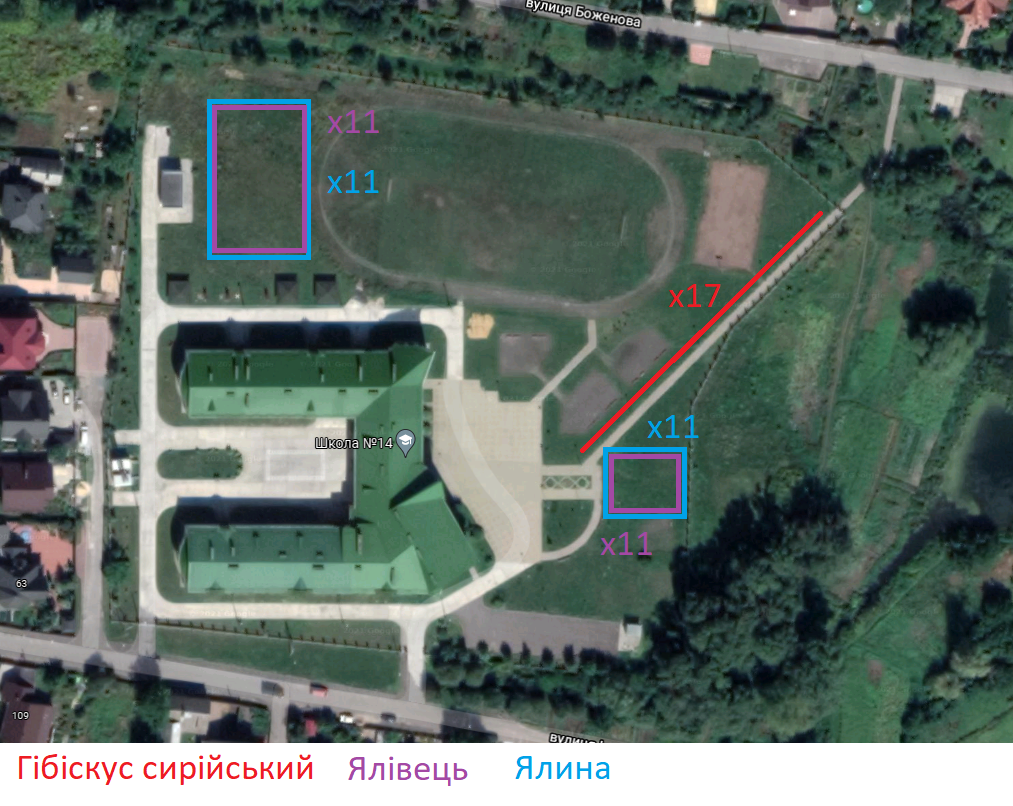 вулиця Боженова
x11
x11
x17
x11
Школа №14
x11
63
109
Гібіскус сирійський Ялівець Ялина